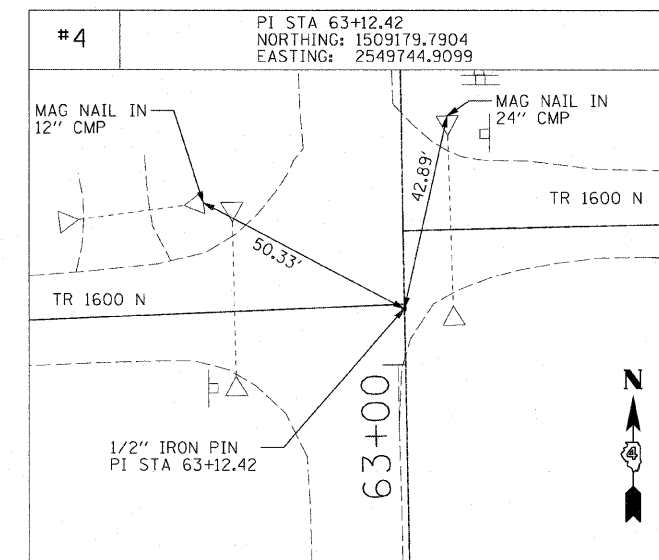 #4
PI STA 63+12.42
NORTHING: 1509179.7904
EASTING: 2549744.9099
MAG NAIL IN
12" CMP
MAG NAIL IN
24" CMP
42.89'
TR 1600 N
50.33'
TR 1600 N
63+00
1/2" IRON PIN
PI STA 63+12.42
N
4